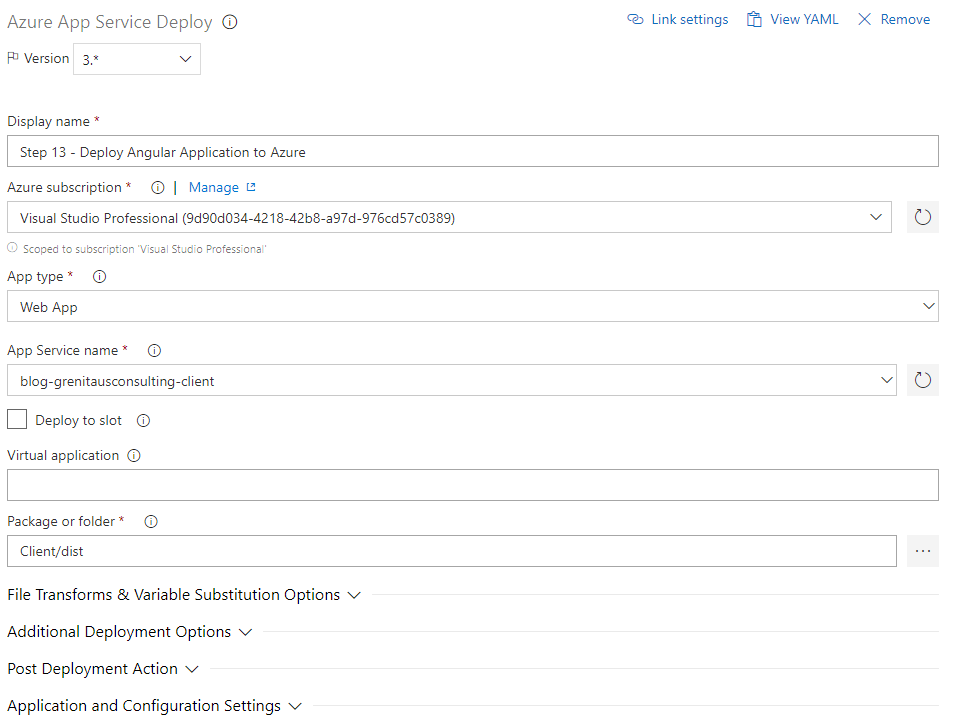 Azure App Service Deploy
Link settings View YAML Remove
Version 3.*
Display name *
Step 13 - Deploy Angular Application to Azure
Azure subscription * | Manage
Visual Studio Professional (9d90d034-4218-42b8-a97d-976cd57c0389)
Scoped to subscription 'Visual Studio Professional'
App type *
Web App
App Service name *
blog-grenitausconsulting-client
Deploy to slot
Virtual application
Package or folder *
Client/dist
...
File Transforms & Variable Substitution Options
Additional Deployment Options
Post Deployment Action
Application and Configuration Settings